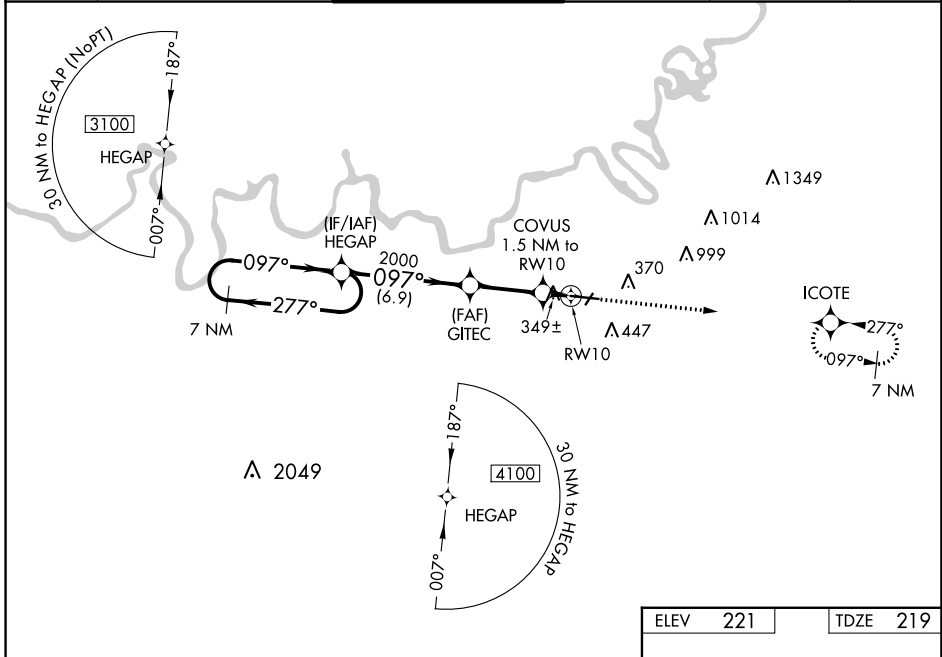 30 NM to HEGAP (NoPT)
187°
3100
HEGAP
007°
1349
1014
999
370
(IF/IAF)
HEGAP
COVUS
1.5 NM to
RW10
2000
097°
097°
(6.9)
277°
7 NM
(FAF)
GITEC
349±
447
RW10
ICOTE
277°
097°
7 NM
187°
30 NM to HEGAP
4100
HEGAP
007°
2049
ELEV 221
TDZE 219